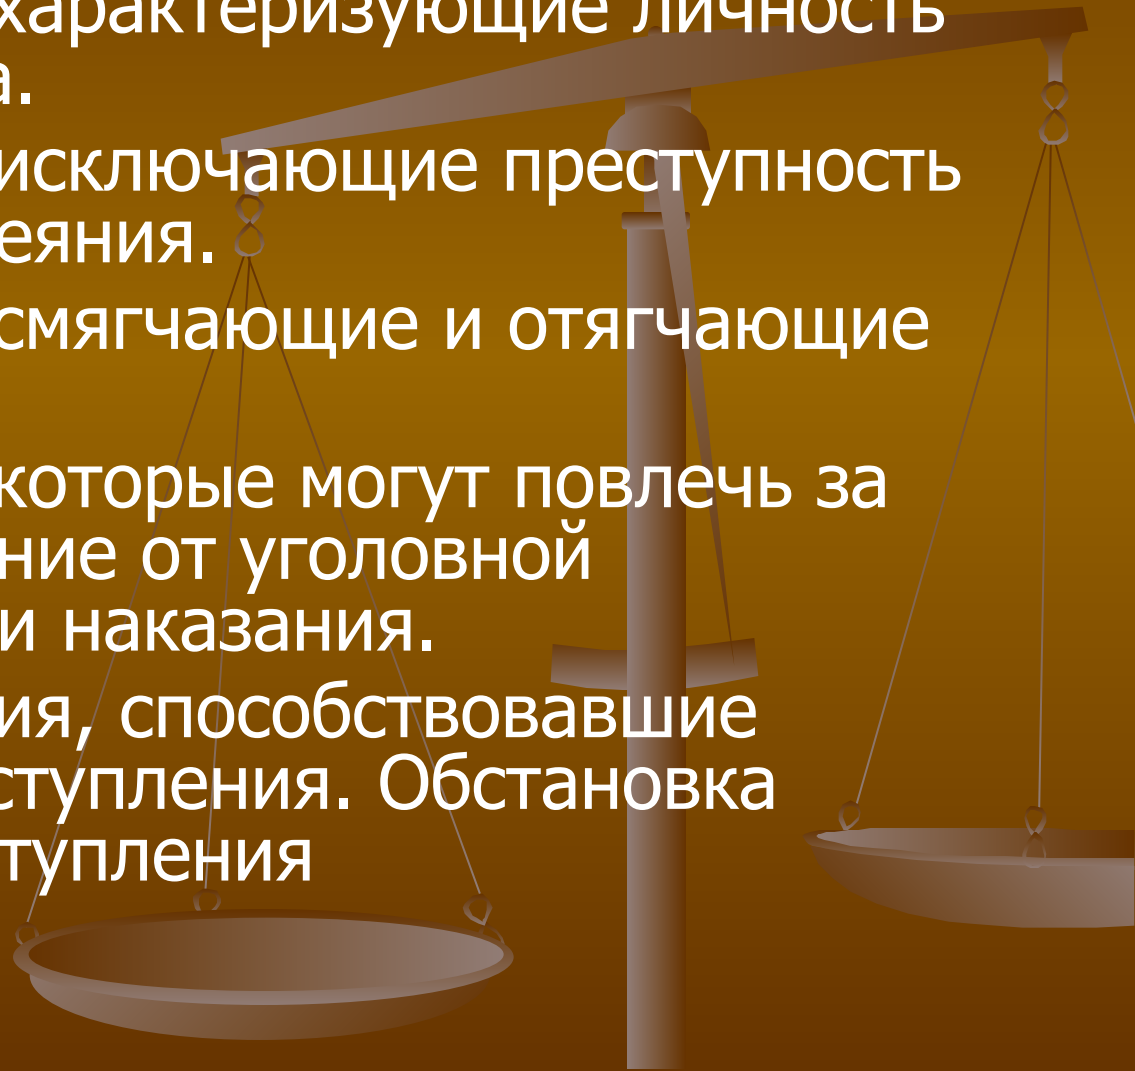 характеризующие личность
а.
исключающие преступность
еяния.
смягчающие и отягчающие
которые могут повлечь за
ние от уголовной
и наказания.
ия, способствовавшие
ступления. Обстановка
тупления